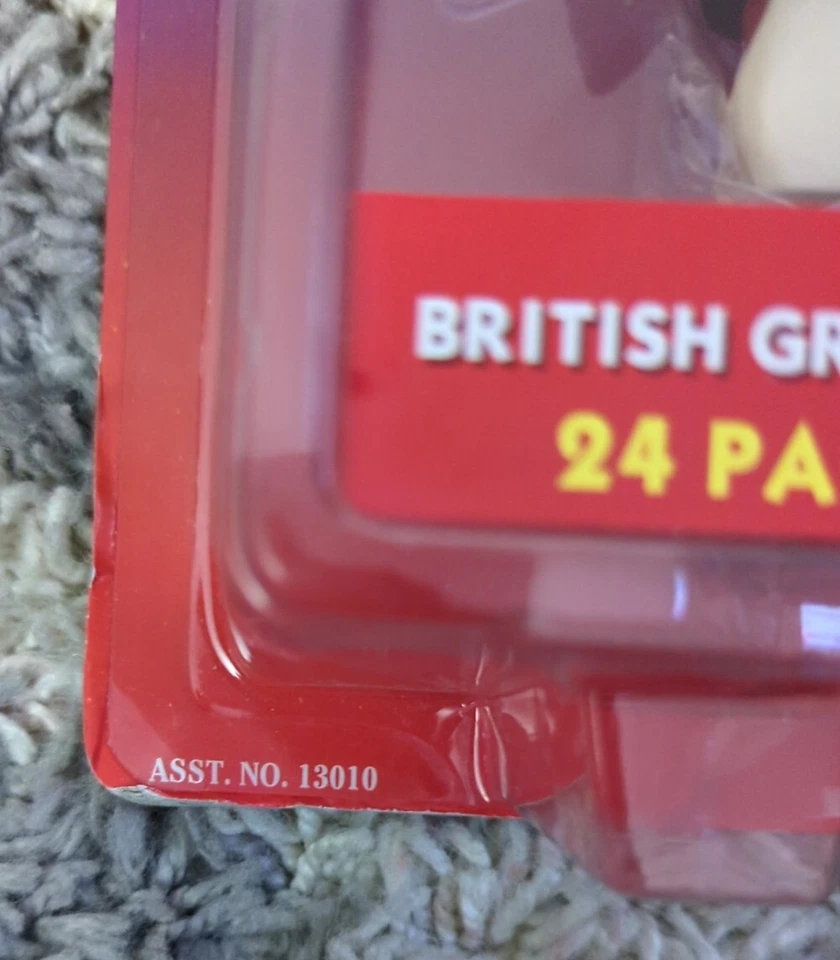 BRITISH GR
24 PA
ASST. NO. 13010